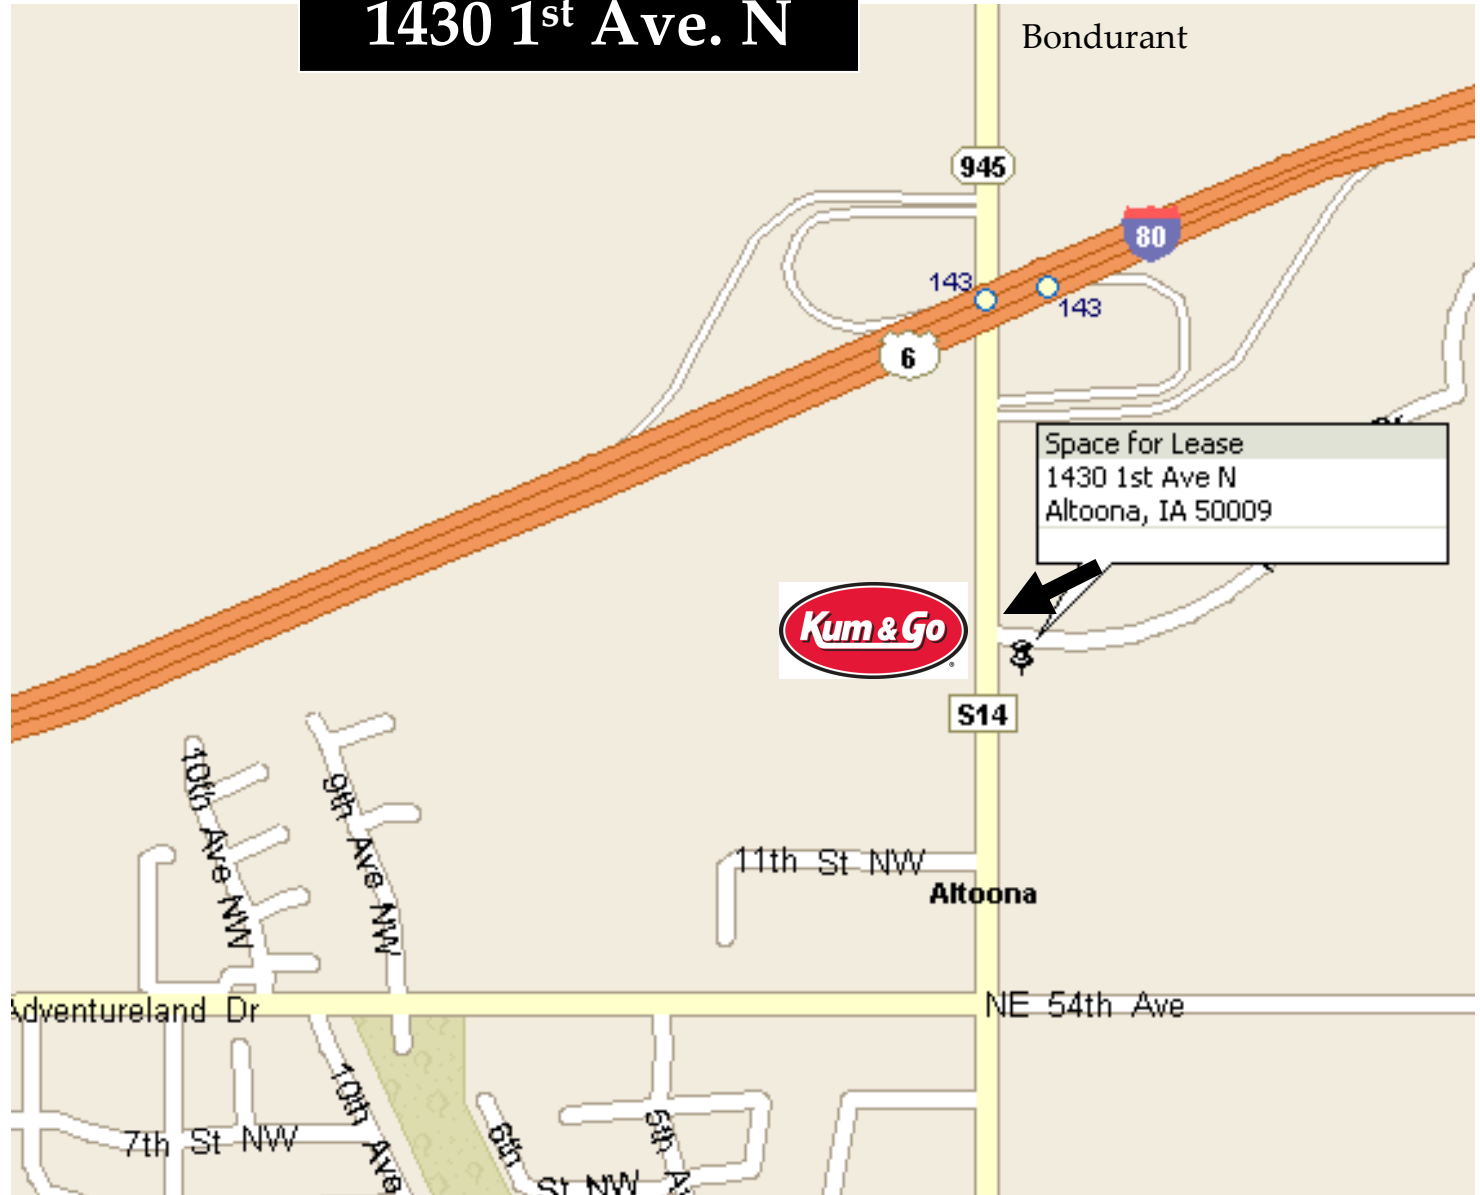 1430 1st Ave. N
Bondurant
945
80
143
143
6
Space for Lease
1430 1st Ave N
Altoona, IA 50009
Kum & Go
S14
10th Ave NW
9th Ave NW
11th St NW
Altoona
Adventureland Dr
NE 54th Ave
10th Ave
7th St NW
6th
St NW
5th